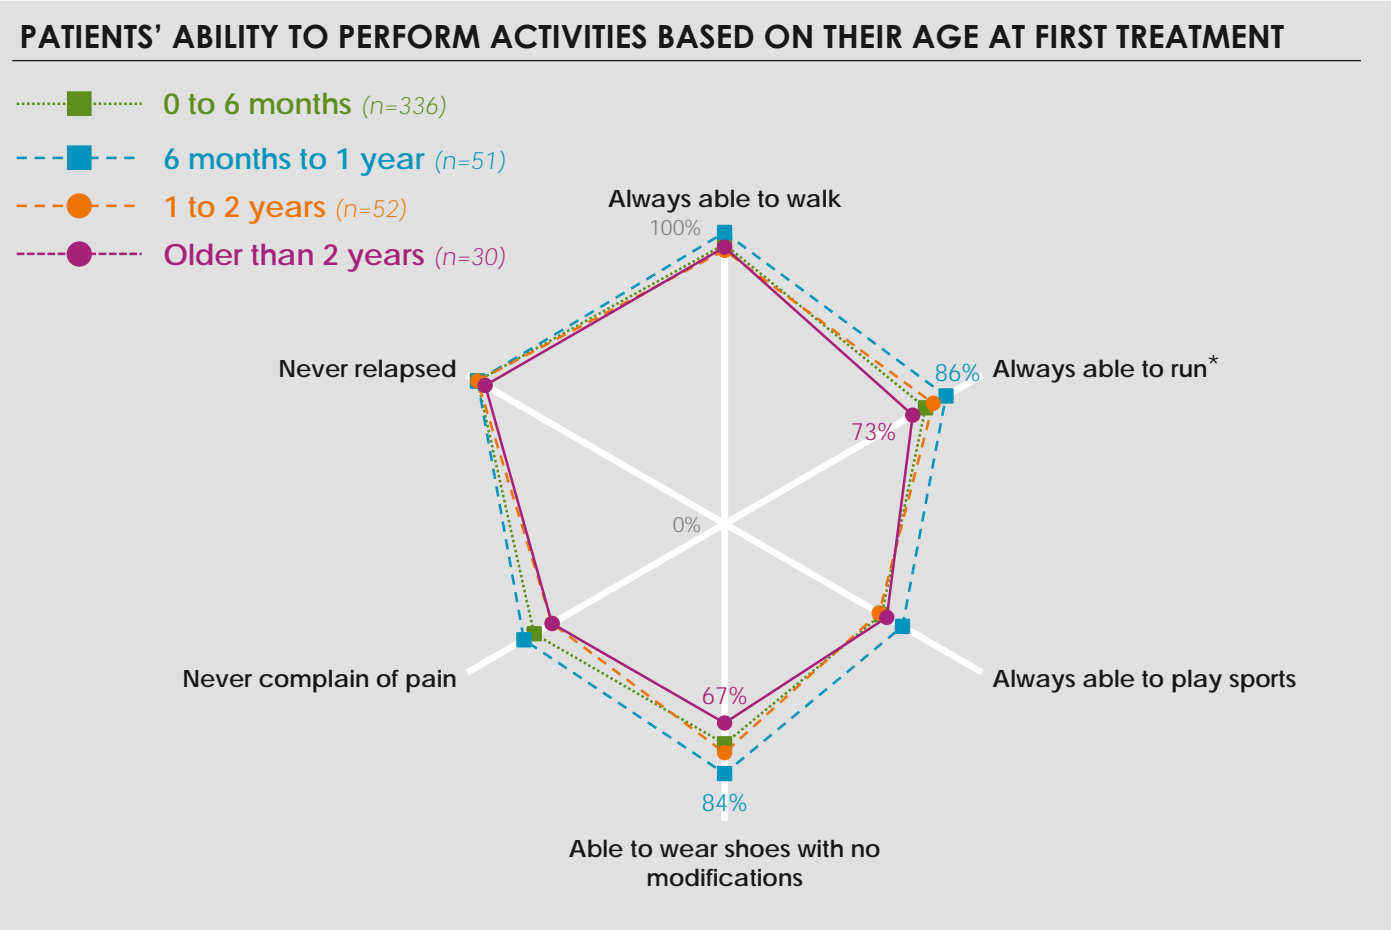 PATIENTS’ ABILITY TO PERFORM ACTIVITIES BASED ON THEIR AGE AT FIRST TREATMENT
0 to 6 months (n=336)
6 months to 1 year (n=51)
1 to 2 years (n=52)
Older than 2 years (n=30)
Always able to walk
100%
Never relapsed
86%
Always able to run*
73%
0%
Never complain of pain
Always able to play sports
67%
84%
Able to wear shoes with no
modifications